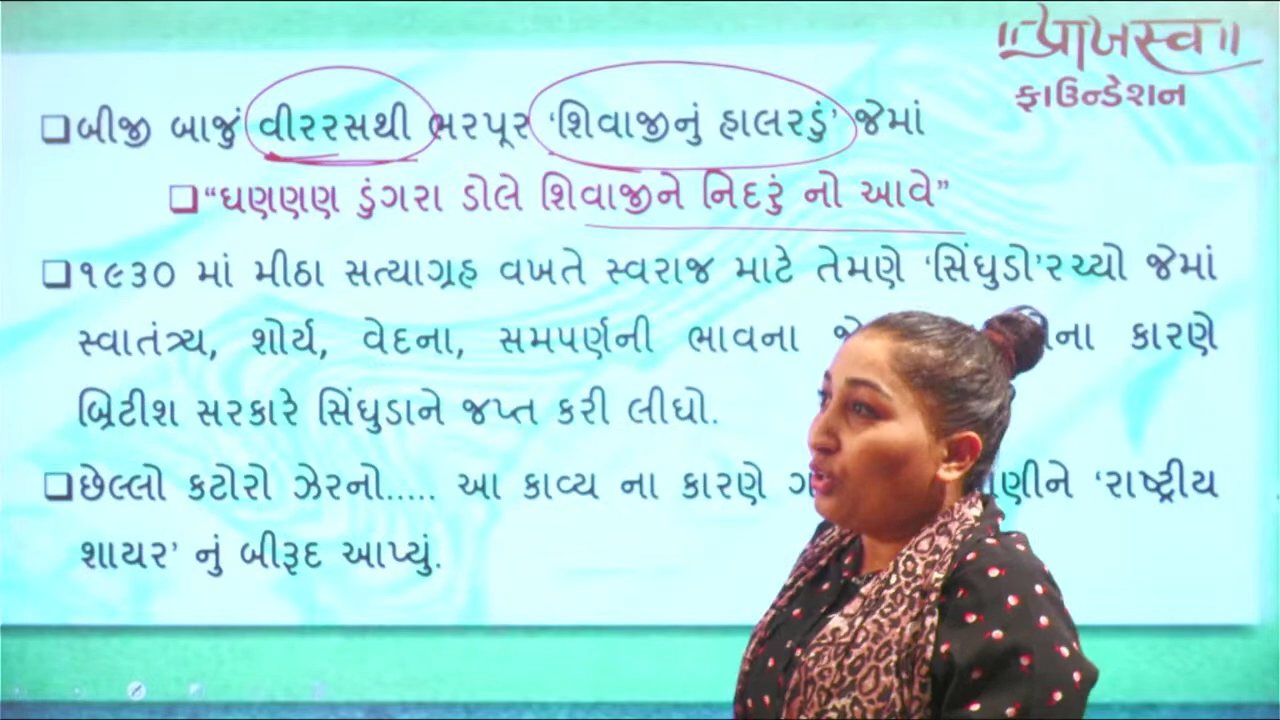 ॥પ્રાખસ્વ॥
ફાઉન્ડેશન
❑બીજી બાજું વીરરસથી ભરપૂર ‘શિવાજીનું હાલરડું’ જેમાં
❑“ઘણણણ ડુંગરા ડોલે શિવાજીને નિદરું નો આવે”
❑૧૯૩૦ માં મીઠા સત્યાગ્રહ વખતે સ્વરાજ માટે તેમણે ‘સિંધુડો’રચ્યો જેમાં
સ્વાતંત્ર્ય, શોર્ય, વેદના, સમપર્ણની ભાવના કારણે
બ્રિટીશ સરકારે સિંધુડાને જપ્ત કરી લીધો.
❑છેલ્લો કટોરો ઝેરનો..... આ કાવ્ય ના કારણે ‘રાષ્ટ્રીય
શાયર’ નું બીરૂદ આપ્યું.